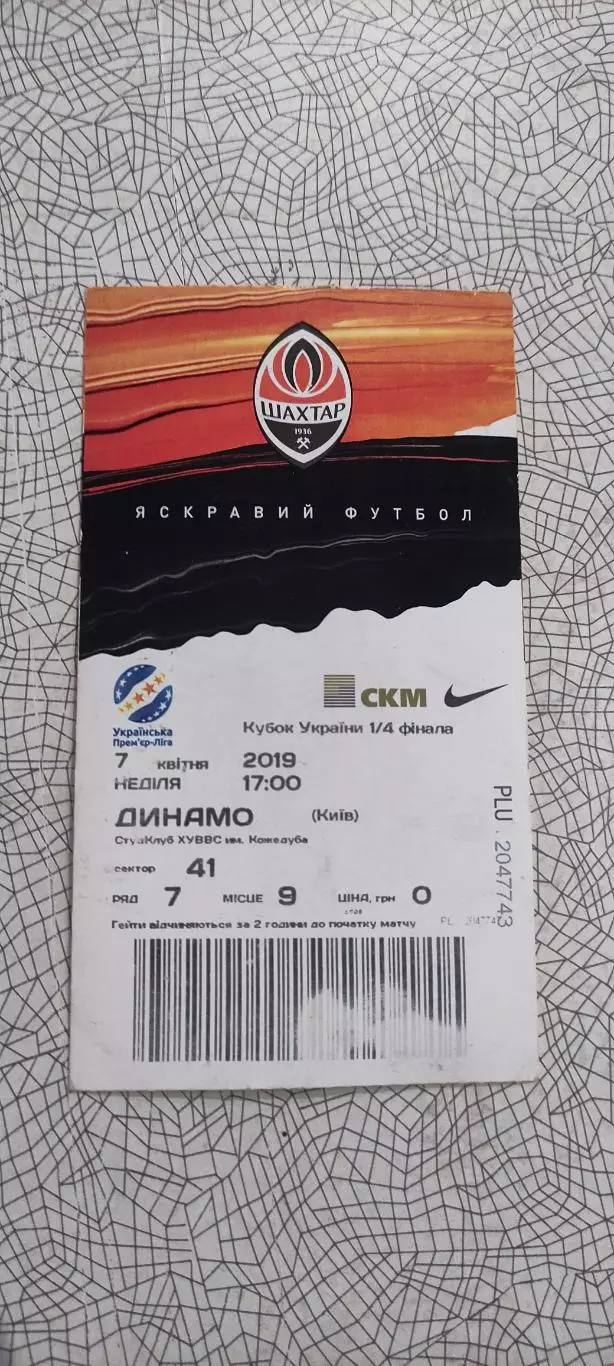 ШАХТАР
1936
ЯСКРАВИЙ ФУТБОЛ
Українська
Прем'єр-Ліга
СКМ
Кубок України 1/4 фінала
7 квітня 2019
НЕДІЛЯ 17:00
ДИНАМО (Київ)
СтудКлуб ХУВВС им. Кожедуба
сектор 41
РЯД 7 МІСЦЕ 9 ЦІНА, грн 0
Гейти відчиняються за 2 години до початку матчу
PLU 2047743